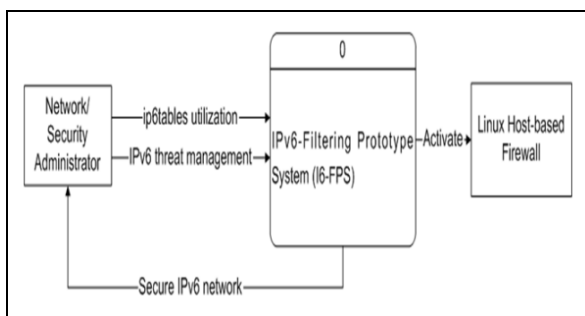 0
Network/
Security
Administrator
ip6tables utilization
IPv6 threat management
IPv6-Filtering Prototype
System (I6-FPS)
Activate
Linux Host-based
Firewall
Secure IPv6 network